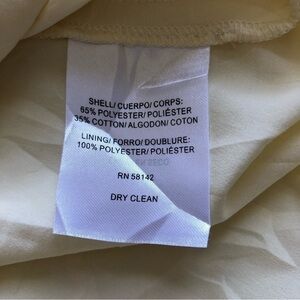 SHELL/ CUERPO/ CORPS:
65% POLYESTER/ POLIÉSTER
35% COTTON/ ALGODON/ COTON
LINING/ FORRO/ DOUBLURE:
100% POLYESTER/ POLIÉSTER
RN 58142
DRY CLEAN